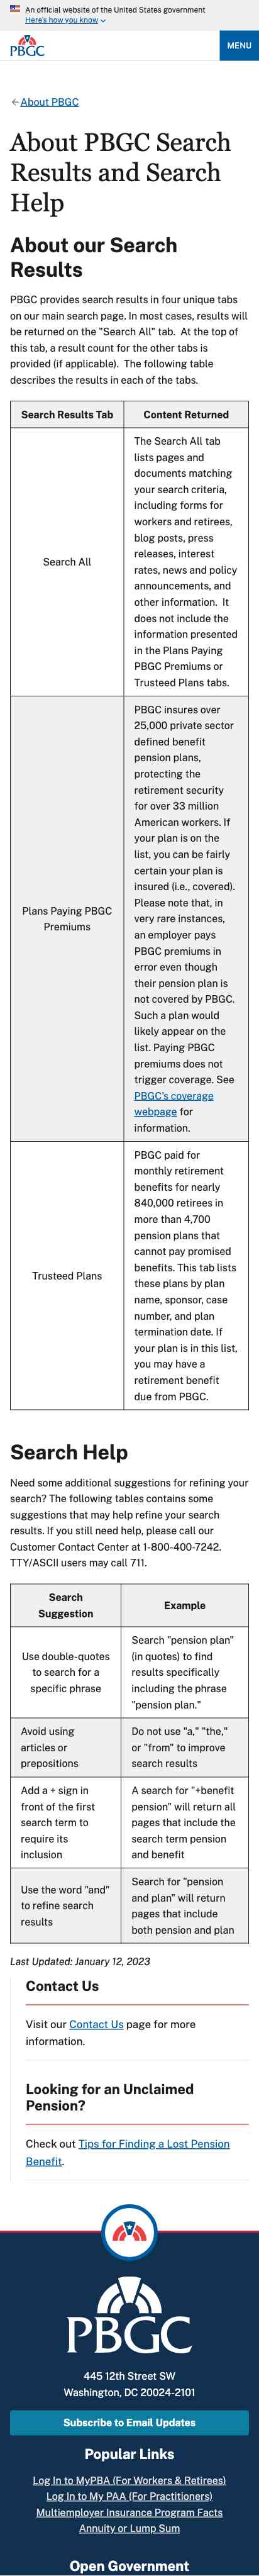 An official website of the United States government
Here's how you know
PBGC
MENU
About PBGC
About PBGC Search
Results and Search
Help
About our Search
Results
PBGC provides search results in four unique tabs
on our main search page. In most cases, results will
be returned on the "Search All" tab.  At the top of
this tab, a result count for the other tabs is
provided (if applicable).  The following table
describes the results in each of the tabs.
Search Results Tab
Content Returned
Search All
The Search All tab
lists pages and
documents matching
your search criteria,
including forms for
workers and retirees,
blog posts, press
releases, interest
rates, news and policy
announcements, and
other information.  It
does not include the
information presented
in the Plans Paying
PBGC Premiums or
Trusteed Plans tabs.
Plans Paying PBGC
Premiums
PBGC insures over
25,000 private sector
defined benefit
pension plans,
protecting the
retirement security
for over 33 million
American workers. If
your plan is on the
list, you can be fairly
certain your plan is
insured (i.e., covered).
Please note that, in
very rare instances,
an employer pays
PBGC premiums in
error even though
their pension plan is
not covered by PBGC.
Such a plan would
likely appear on the
list. Paying PBGC
premiums does not
trigger coverage. See
PBGC's coverage
webpage for
information.
Trusteed Plans
PBGC paid for
monthly retirement
benefits for nearly
840,000 retirees in
more than 4,700
pension plans that
cannot pay promised
benefits. This tab lists
these plans by plan
name, sponsor, case
number, and plan
termination date. If
your plan is in this list,
you may have a
retirement benefit
due from PBGC.
Search Help
Need some additional suggestions for refining your
search? The following tables contains some
suggestions that may help refine your search
results. If you still need help, please call our
Customer Contact Center at 1-800-400-7242.
TTY/ASCII users may call 711.
Search
Suggestion
Example
Use double-quotes
to search for a
specific phrase
Search "pension plan"
(in quotes) to find
results specifically
including the phrase
"pension plan."
Avoid using
articles or
prepositions
Do not use "a," "the,"
or "from" to improve
search results
Add a + sign in
front of the first
search term to
require its
inclusion
A search for "+benefit
pension" will return all
pages that include the
search term pension
and benefit
Use the word "and"
to refine search
results
Search for "pension
and plan" will return
pages that include
both pension and plan
Last Updated: January 12, 2023
Contact Us
Visit our Contact Us page for more
information.
Looking for an Unclaimed
Pension?
Check out Tips for Finding a Lost Pension
Benefit.
PBGC
445 12th Street SW
Washington, DC 20024-2101
Subscribe to Email Updates
Popular Links
Log In to MyPBA (For Workers & Retirees)
Log In to My PAA (For Practitioners)
Multiemployer Insurance Program Facts
Annuity or Lump Sum
Open Government